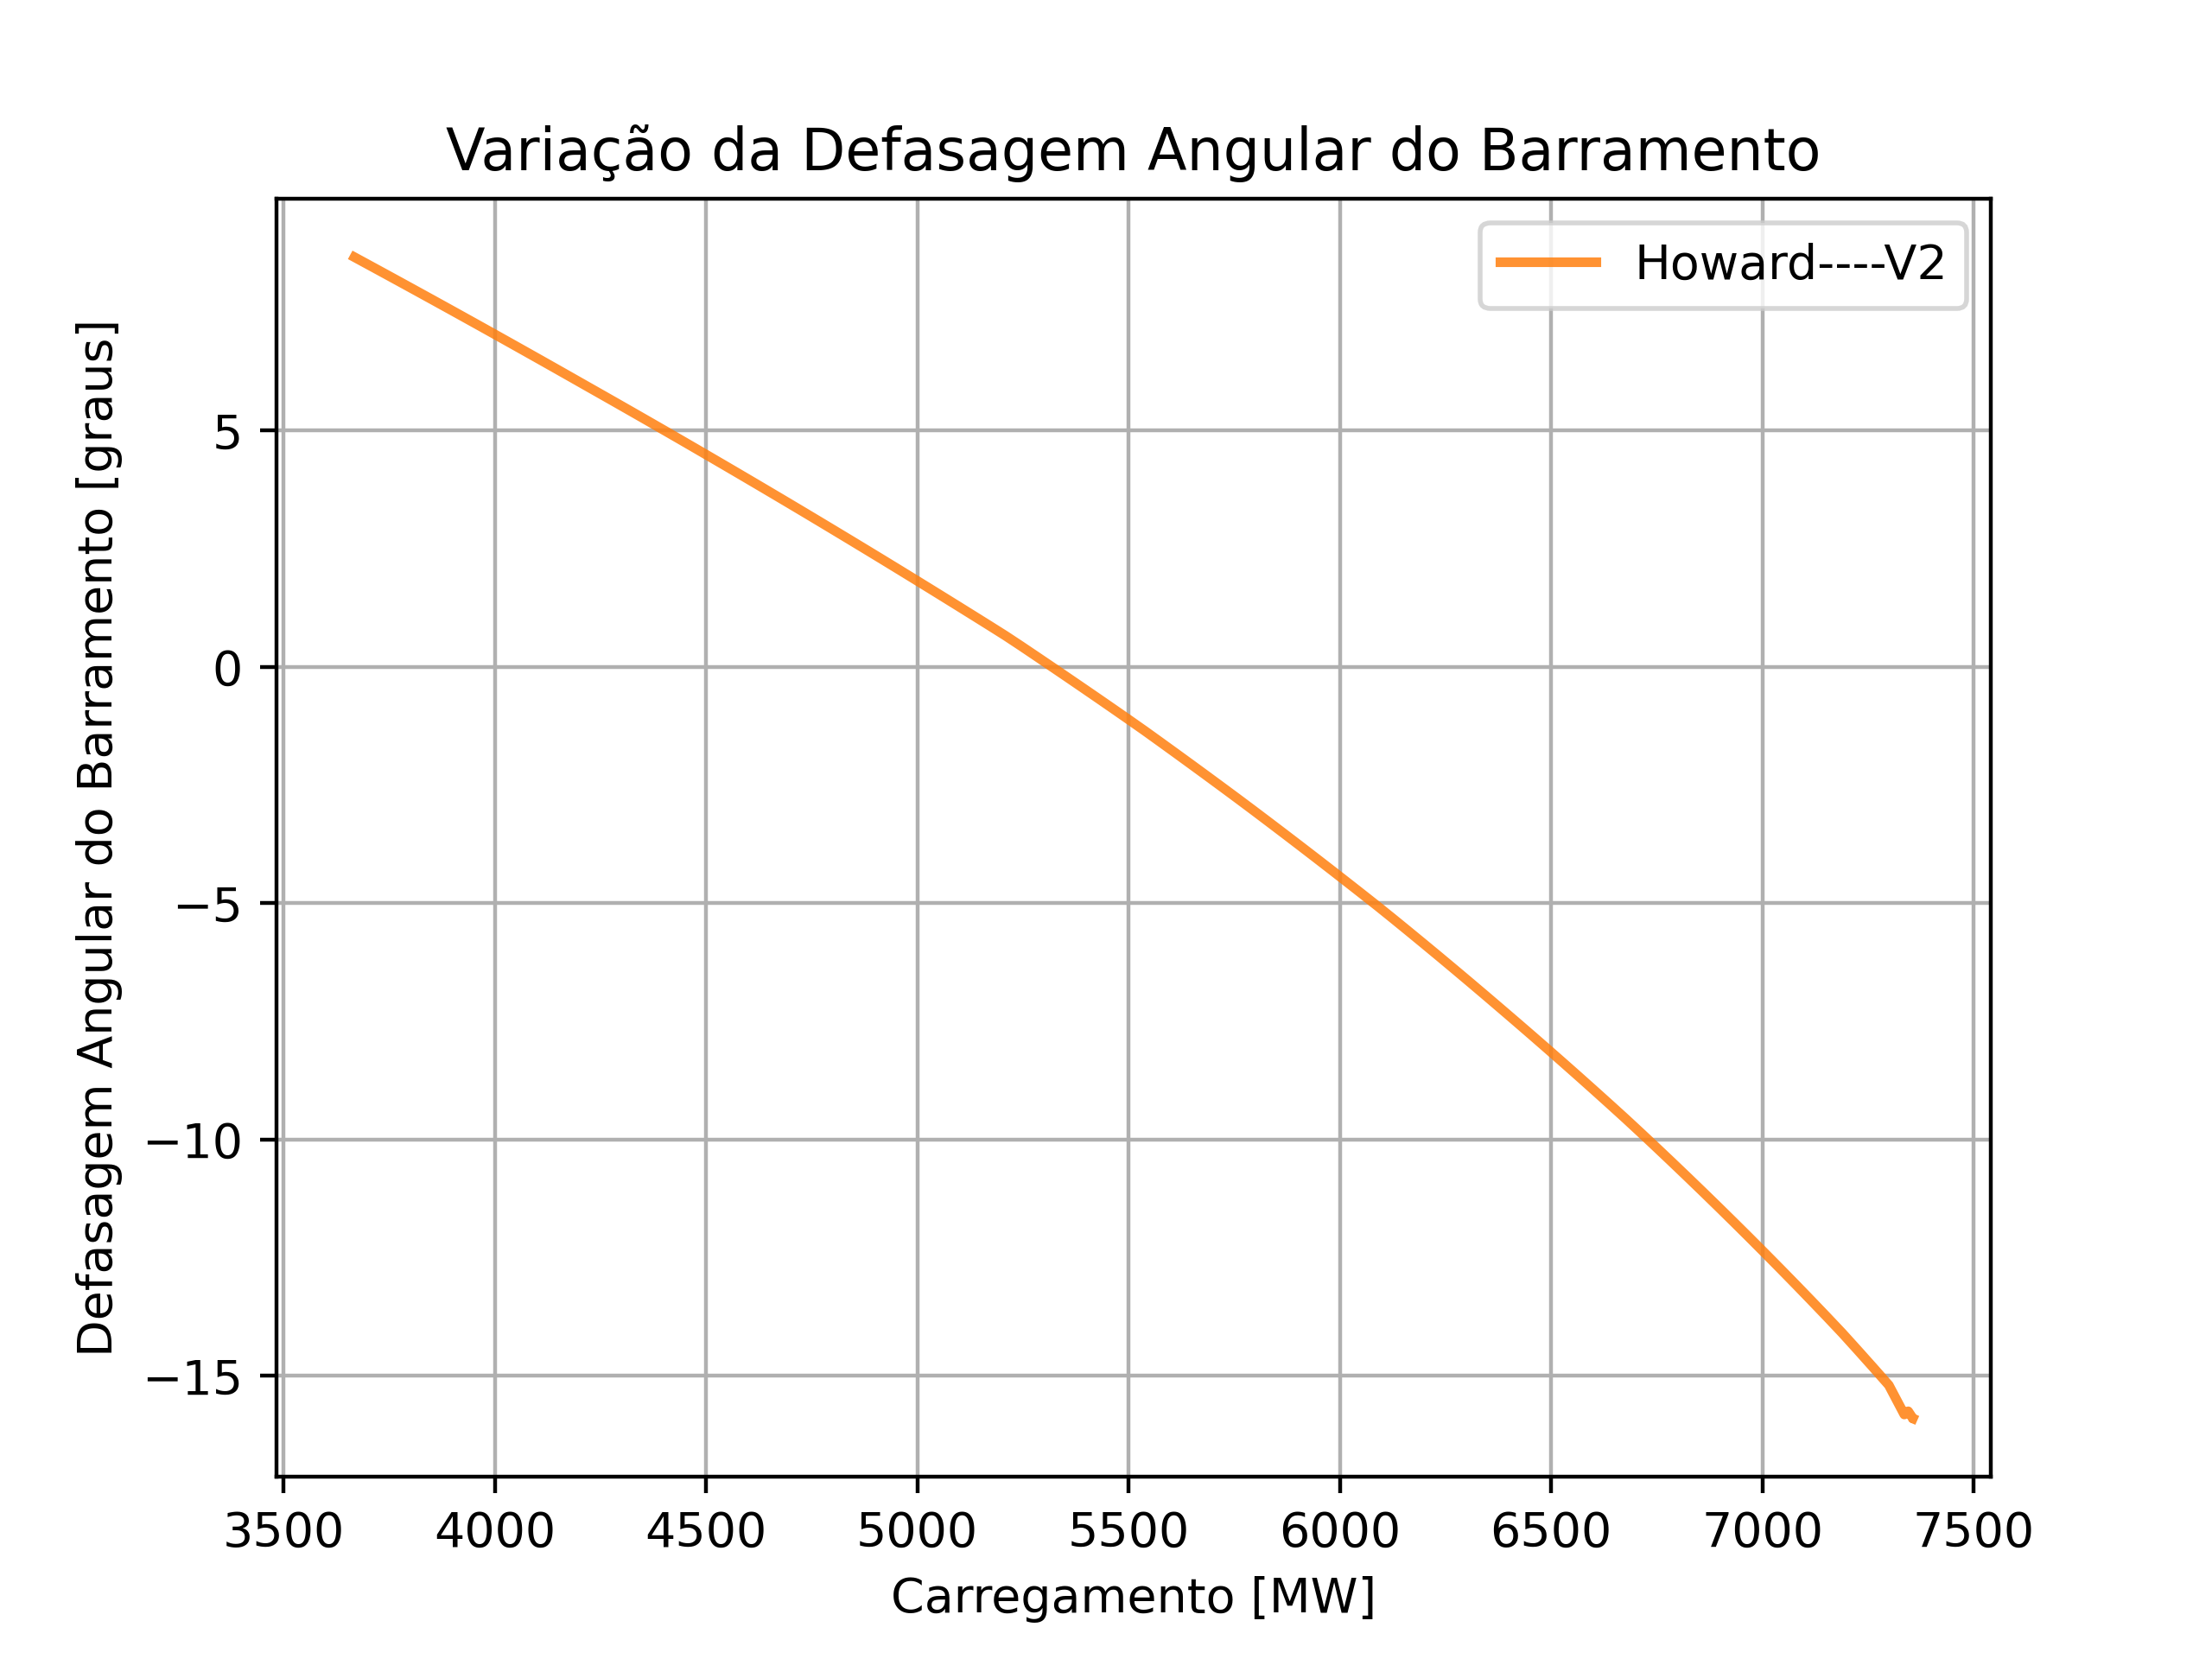 Variação da Defasagem Angular do Barramento
Howard----V2
Defasagem Angular do Barramento [graus]
5
0
−5
−10
−15
3500 4000 4500 5000 5500 6000 6500 7000 7500
Carregamento [MW]